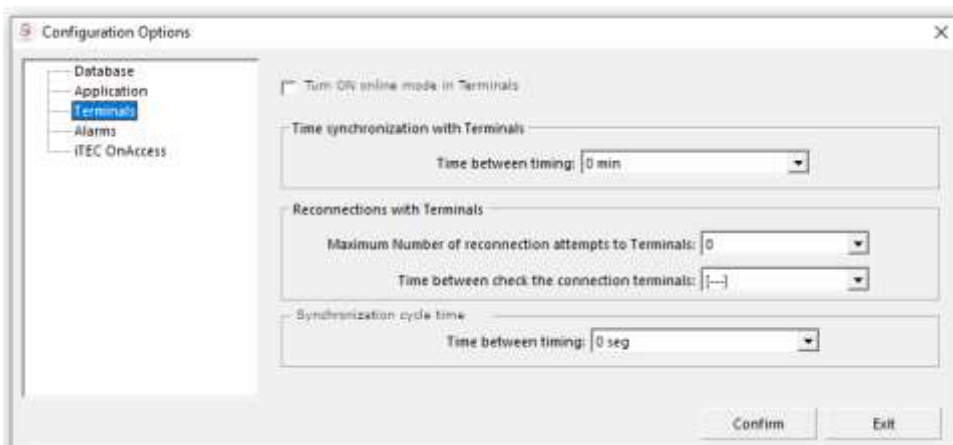 Configuration Options
Database
Application
Terminals
Alarms
iTEC OnAccess
Turn ON online mode in Terminals
Time synchronization with Terminals
Time between timing: 0 min
Reconnections with Terminals
Maximum Number of reconnection attempts to Terminals: 0
Time between check the connection terminals: [---]
Synchronization cycle time
Time between timing: 0 seg
Confirm Exit